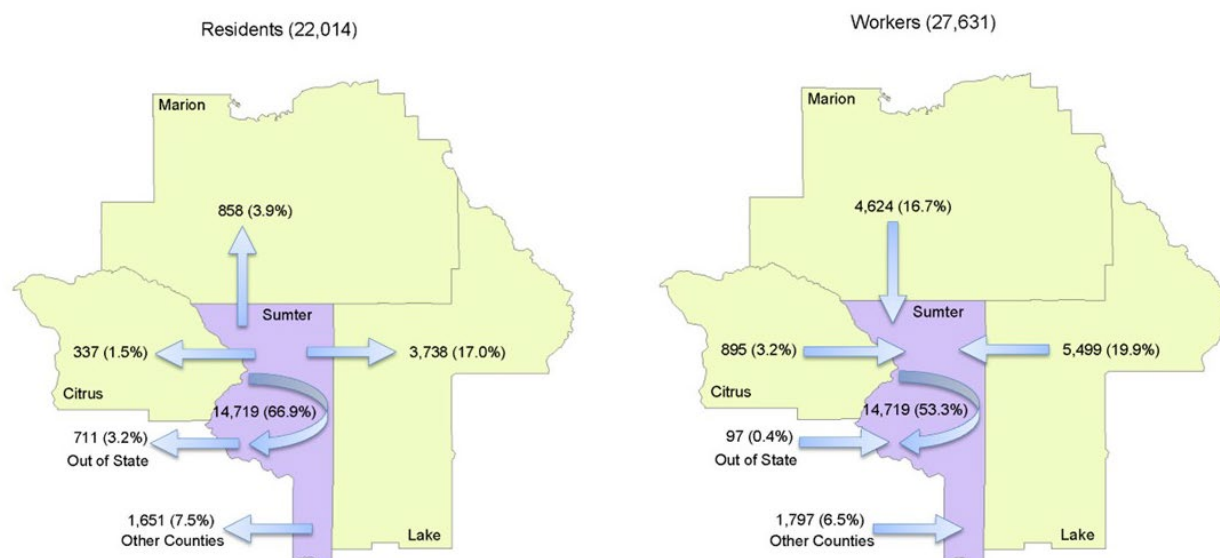 Residents (22,014)
Marion
858 (3.9%)
Sumter
337 (1.5%)
3,738 (17.0%)
Citrus
14,719 (66.9%)
711 (3.2%)
Out of State
1,651 (7.5%)
Other Counties
Lake
Workers (27,631)
Marion
4,624 (16.7%)
Sumter
895 (3.2%)
5,499 (19.9%)
Citrus
14,719 (53.3%)
97 (0.4%)
Out of State
1,797 (6.5%)
Other Counties
Lake